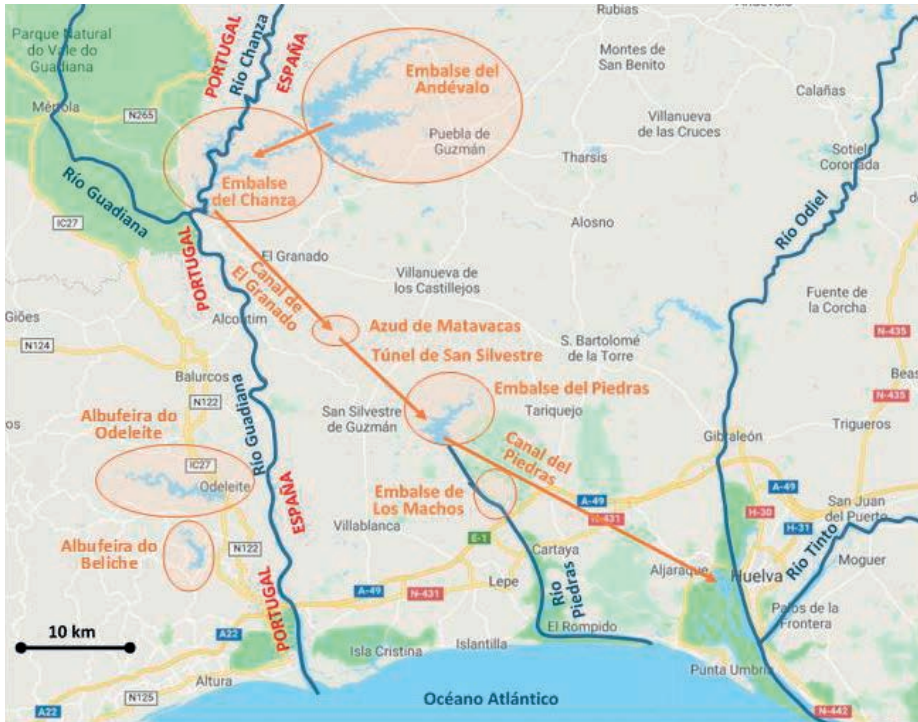 Parque Natural
do Vale do
Guadiana
PORTUGAL
Río Chanza
ESPAÑA
Rubias
Montes de
San Benito
Embalse del
Andévalo
Calañas
Mértola
N265
Puebla de
Guzmán
Villanueva
de las Cruces
Tharsis
Sotiel
Coronada
Río Guadiana
Embalse
del Chanza
Alosno
Río Odiel
IC27
PORTUGAL
El Granado
Canal de
El Granado
Villanueva de
los Castillejos
Fuente de
la Corcha
Giões
Alcoutim
Azud de Matavacas
N-435
N124
Túnel de San Silvestre
S. Bartolomé
de la Torre
Balurcos
Embalse del Piedras
N-435
N122
Río Guadiana
San Silvestre
de Guzmán
Tariquejo
Trigueros
Albufeira do
Odeleite
Canal del
Piedras
Gibraleón
IC27
Odeleite
ESPAÑA
Embalse de
Los Machos
A-49
A-49
San Juan
del Puerto
H-30
H-31
N-431
Villablanca
E-1
Albufeira do
Beliche
N122
Cartaya
Río Tinto
Moguer
Aljaraque
Huelva
PORTUGAL
A-49
N-431
Lepe
Río
Piedras
Palos de la
Frontera
10 km
A22
El Rompido
Isla Cristina
Islantilla
Punta Umbría
Altura
N125
A22
Océano Atlántico
N-442